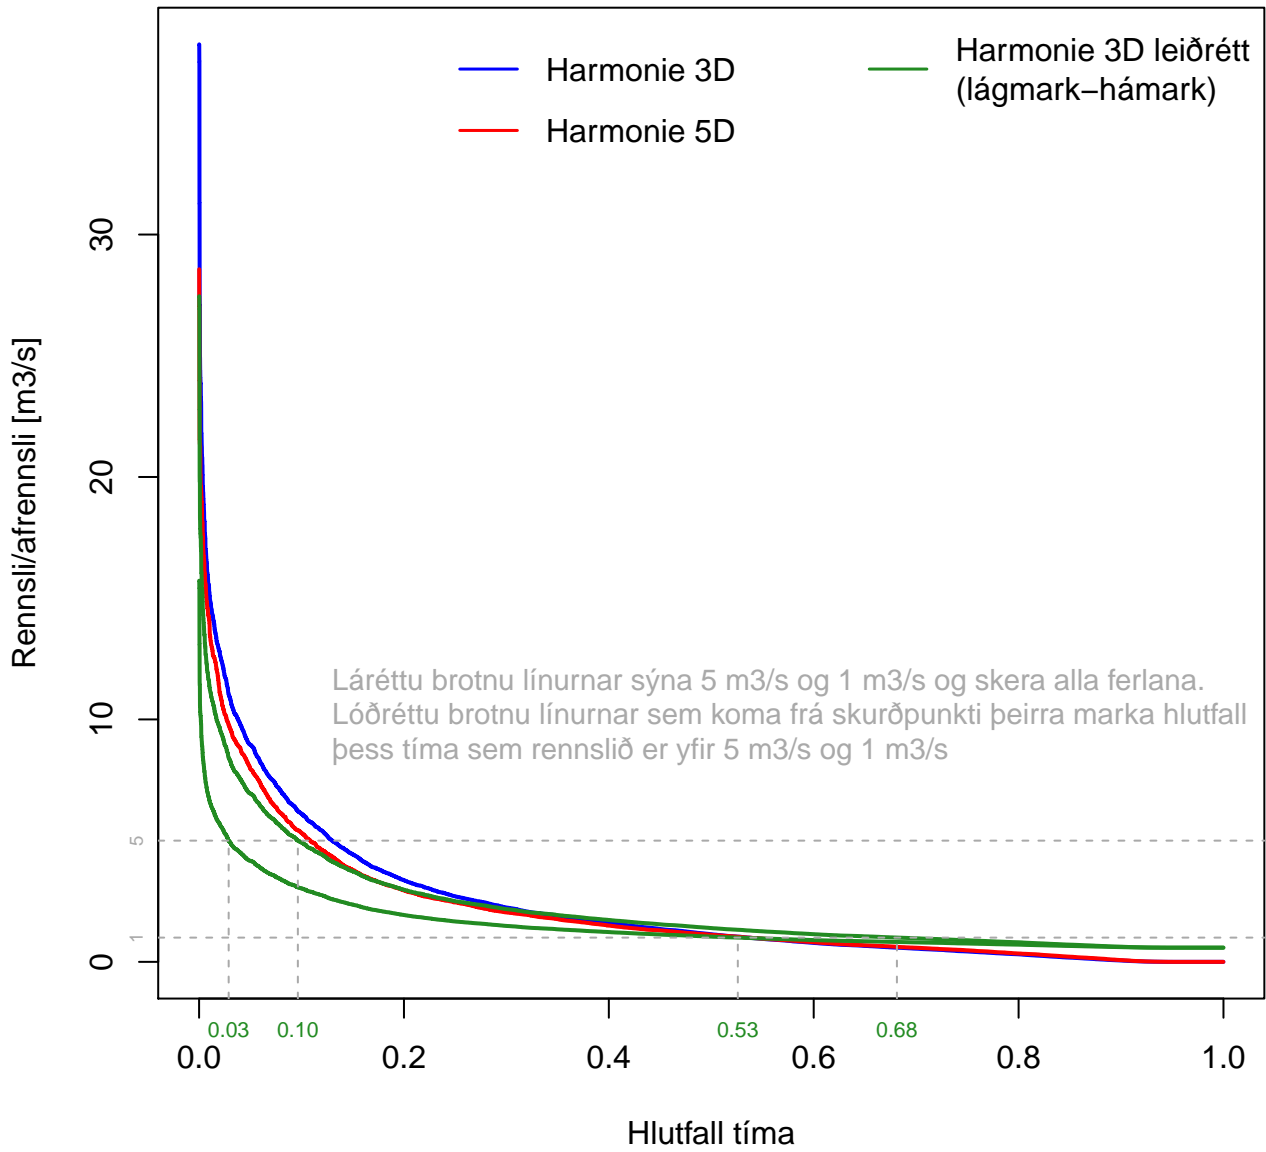 Harmonie 3D
Harmonie 5D
Harmonie 3D leiðrétt
(lágmark−hámark)
Rennsli/afrennsli [m3/s]
30
20
10
5
1
0
Láréttu brotnu línurnar sýna 5 m3/s og 1 m3/s og skera alla ferlana.
Lóðréttu brotnu línurnar sem koma frá skurðpunkti þeirra marka hlutfall
þess tíma sem rennslið er yfir 5 m3/s og 1 m3/s
0.03 0.10 0.53 0.68
0.0 0.2 0.4 0.6 0.8 1.0
Hlutfall tíma